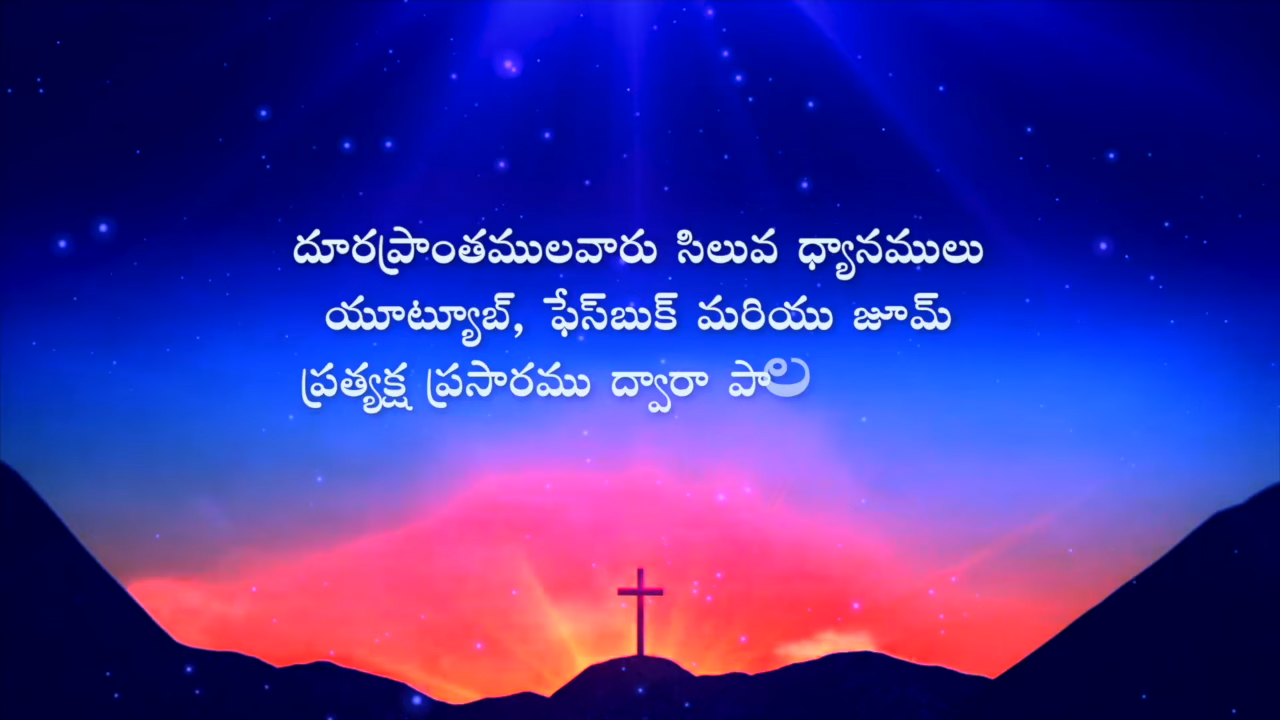 దూరప్రాంతములవారు సిలువ ధ్యానములు
యూట్యూబ్, ఫేస్‌బుక్ మరియు జూమ్
ప్రత్యక్ష ప్రసారము ద్వారా పాల